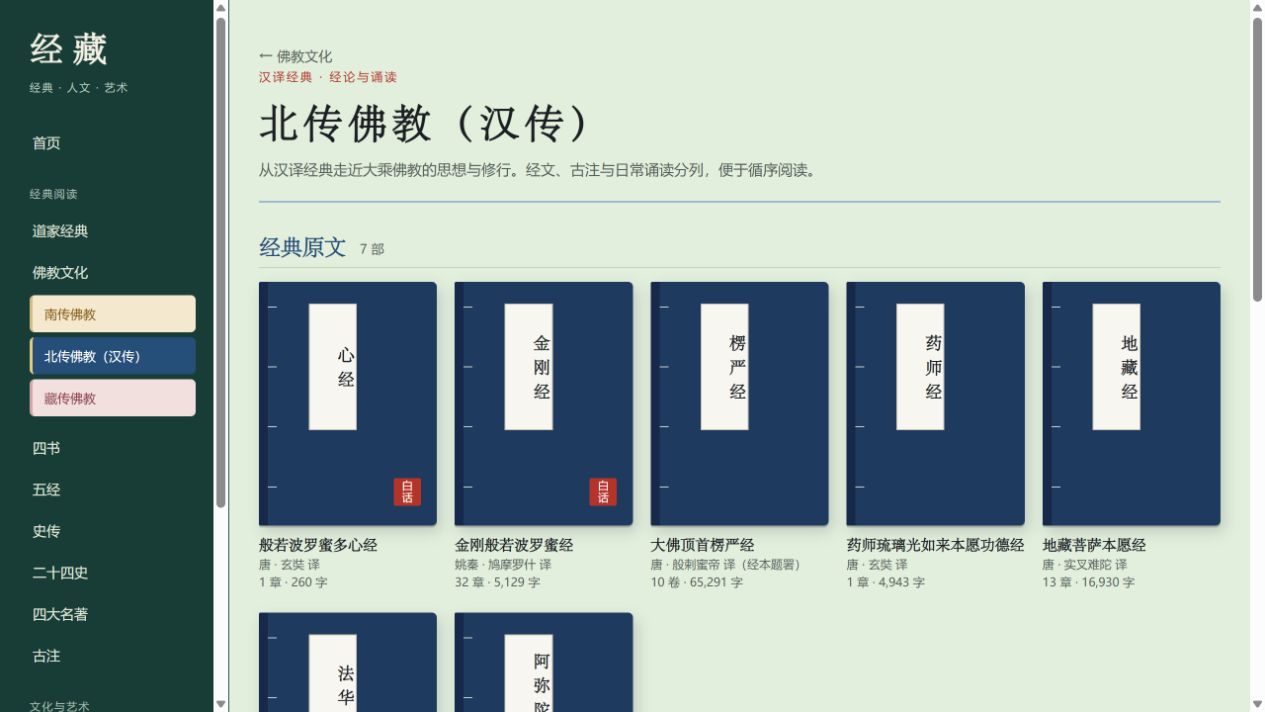 经藏
经典 · 人文 · 艺术
首页
经典阅读
道家经典
佛教文化
南传佛教
北传佛教（汉传）
藏传佛教
四书
五经
史传
二十四史
四大名著
古注
文化与艺术
← 佛教文化
汉译经典 · 经论与诵读
北传佛教（汉传）
从汉译经典走近大乘佛教的思想与修行。经文、古注与日常诵读分列，便于循序阅读。
经典原文 7 部
心经
白话
般若波罗蜜多心经
唐 · 玄奘 译
1 章 · 260 字
金刚经
白话
金刚般若波罗蜜经
姚秦 · 鸠摩罗什 译
32 章 · 5,129 字
楞严经
大佛顶首楞严经
唐 · 般剌蜜帝 译（经本题署）
10 卷 · 65,291 字
药师经
药师琉璃光如来本愿功德经
唐 · 玄奘 译
1 章 · 4,943 字
地藏经
地藏菩萨本愿经
唐 · 实叉难陀 译
13 章 · 16,930 字
法华
阿弥陀